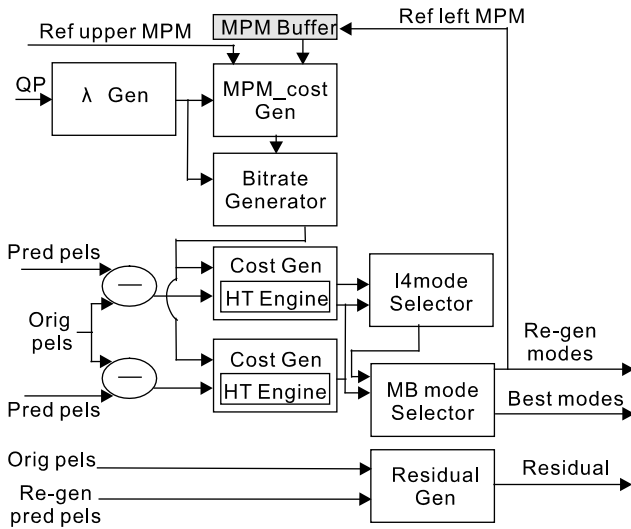 Ref upper MPM
MPM Buffer
Ref left MPM
QP
λ Gen
MPM_cost
Gen
Bitrate
Generator
Pred pels
Cost Gen
HT Engine
I4mode
Selector
Orig
pels
Cost Gen
HT Engine
Re-gen
modes
MB mode
Selector
Best modes
Pred pels
Orig pels
Residual
Gen
Residual
Re-gen
pred pels